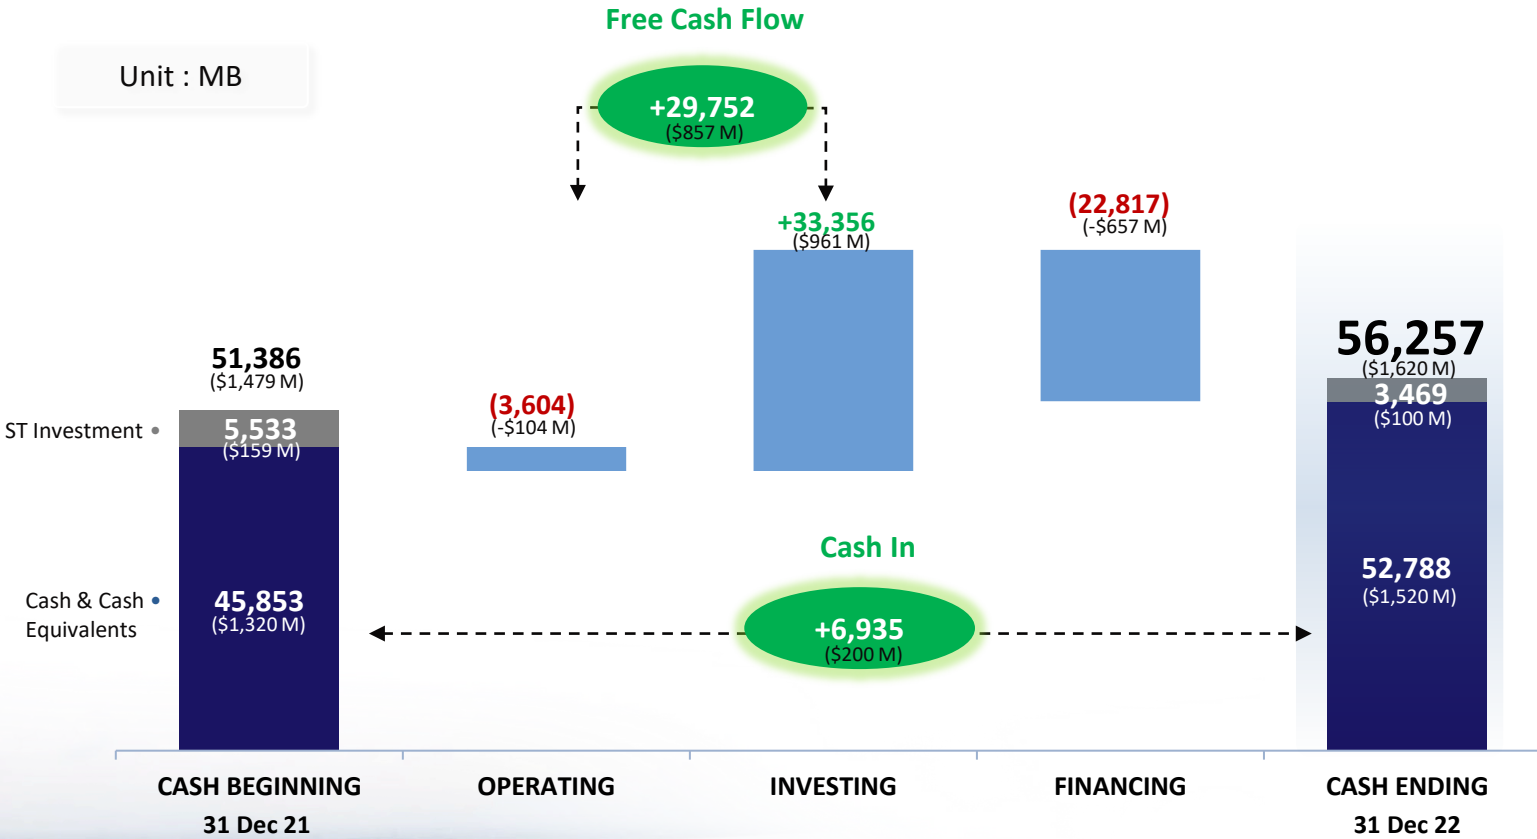 Free Cash Flow
Unit : MB
+29,752
($857 M)
+33,356
($961 M)
(22,817)
(-$657 M)
51,386
($1,479 M)
56,257
($1,620 M)
(3,604)
(-$104 M)
ST Investment •
5,533
($159 M)
3,469
($100 M)
Cash In
Cash & Cash •
Equivalents
45,853
($1,320 M)
+6,935
($200 M)
52,788
($1,520 M)
CASH BEGINNING
31 Dec 21
OPERATING
INVESTING
FINANCING
CASH ENDING
31 Dec 22